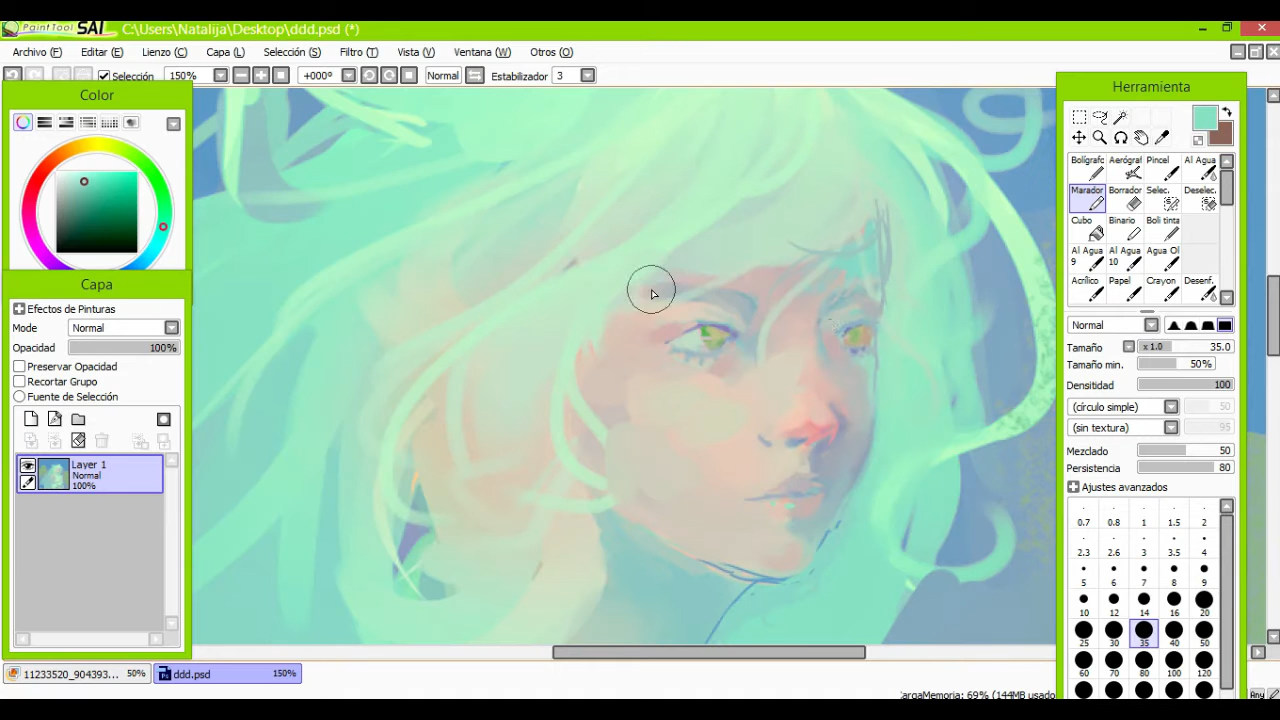 PaintTool SAI C:\Users\Natalija\Desktop\ddd.psd (*)
Archivo (F) Editar (E) Lienzo (C) Capa (L) Selección (S) Filtro (T) Vista (V) Ventana (W) Otros (O)
Selección 150% +000º Normal Estabilizador 3
Color
Capa
Efectos de Pinturas
Mode Normal
Opacidad 100%
Preservar Opacidad
Recortar Grupo
Fuente de Selección
Layer 1
Normal
100%
Herramienta
Bolígrafo Aerógraf Pincel Al Agua
Marador Borrador Selec. Deselec.
Cubo Binario Boli tinta
Al Agua 9 Al Agua 10 Agua Ol
Acrílico Papel Crayon Desenf.
Normal
Tamaño x 1.0 35.0
Tamaño min. 50%
Densitidad 100
(círculo simple) 50
(sin textura) 95
Mezclado 50
Persistencia 80
Ajustes avanzados
0.7 0.8 1 1.5 2
2.3 2.6 3 3.5 4
5 6 7 8 9
10 12 14 16 20
25 30 35 40 50
60 70 80 100 120
11233520_904393... 50% ddd.psd 150%
CargaMemoria: 69% (144MB usado
Any